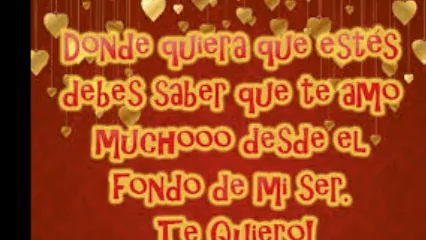 Donde quiera que estés
debes saber que te amo
muchooo desde el
fondo de mi ser.
Te Quiero!